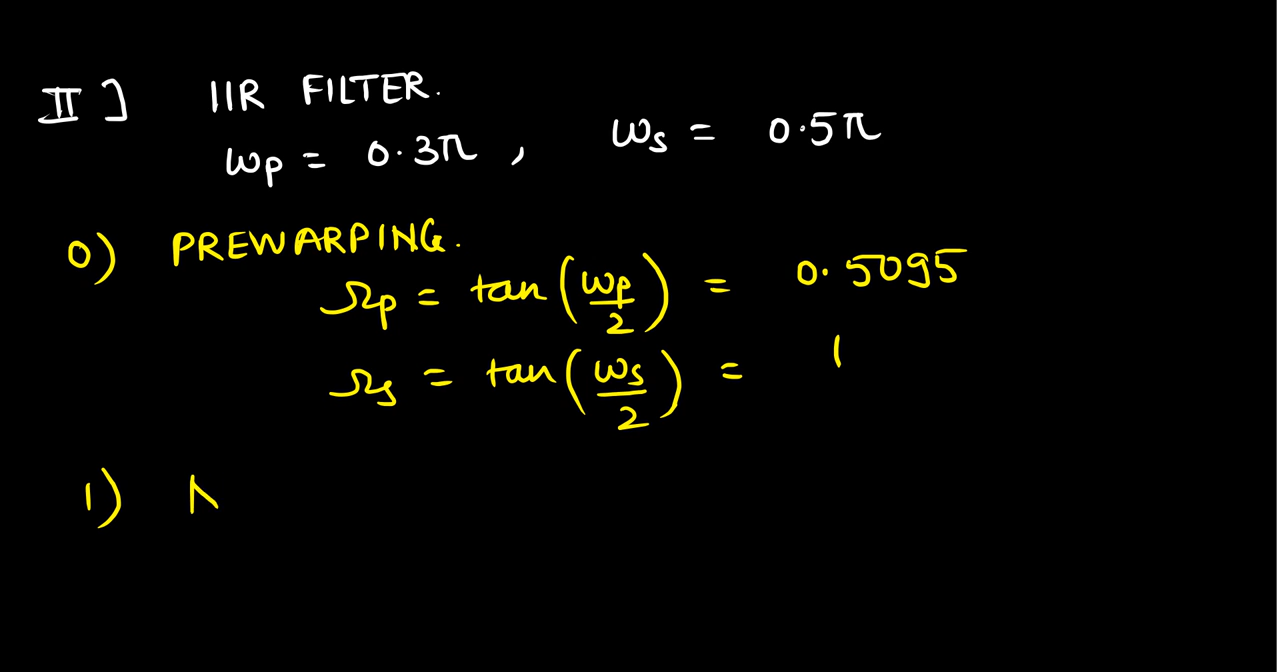 II] IIR FILTER.
ωp = 0.3π , ωs = 0.5π
0) PREWARPING.
Ωp = tan(ωp/2) = 0.5095
Ωs = tan(ωs/2) = 1
1)